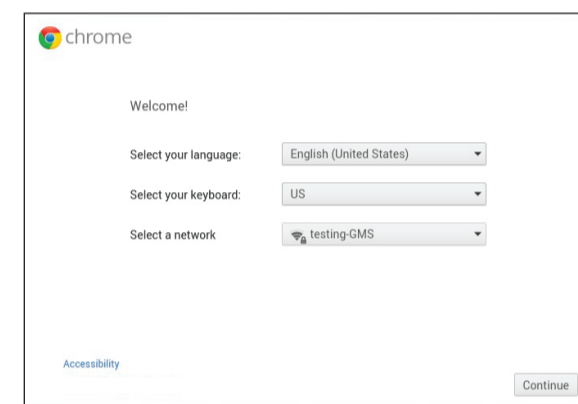 chrome
Welcome!
Select your language: English (United States)
Select your keyboard: US
Select a network testing-GMS
Accessibility
Continue